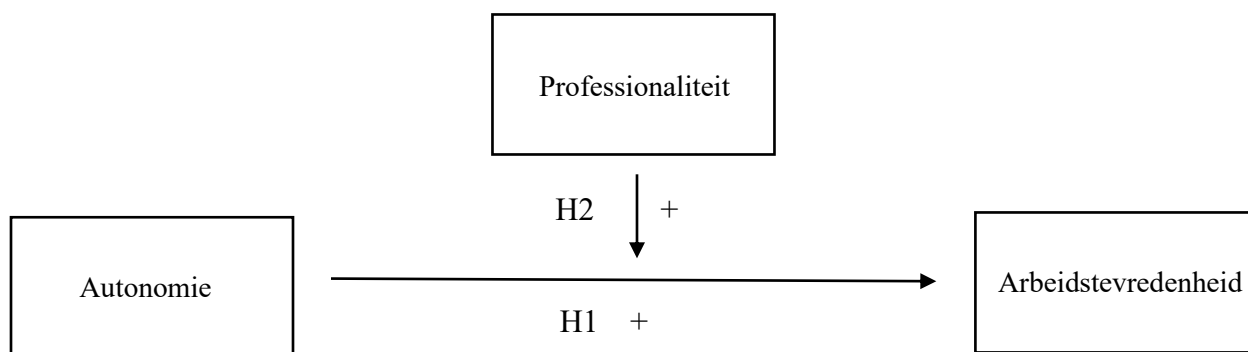 Professionaliteit
H2 +
Autonomie
Arbeidstevredenheid
H1 +